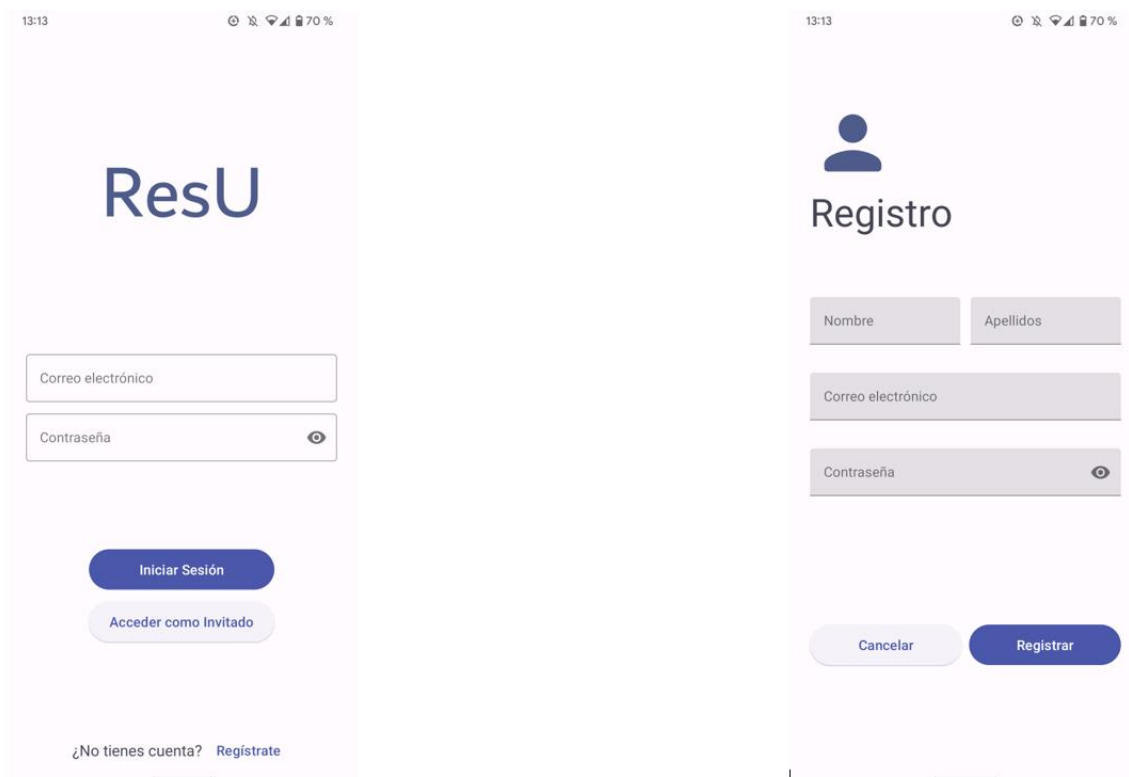 13:13
70 %
ResU
Correo electrónico
Contraseña
Iniciar Sesión
Acceder como Invitado
¿No tienes cuenta? Regístrate
13:13
70 %
Registro
Nombre
Apellidos
Correo electrónico
Contraseña
Cancelar
Registrar